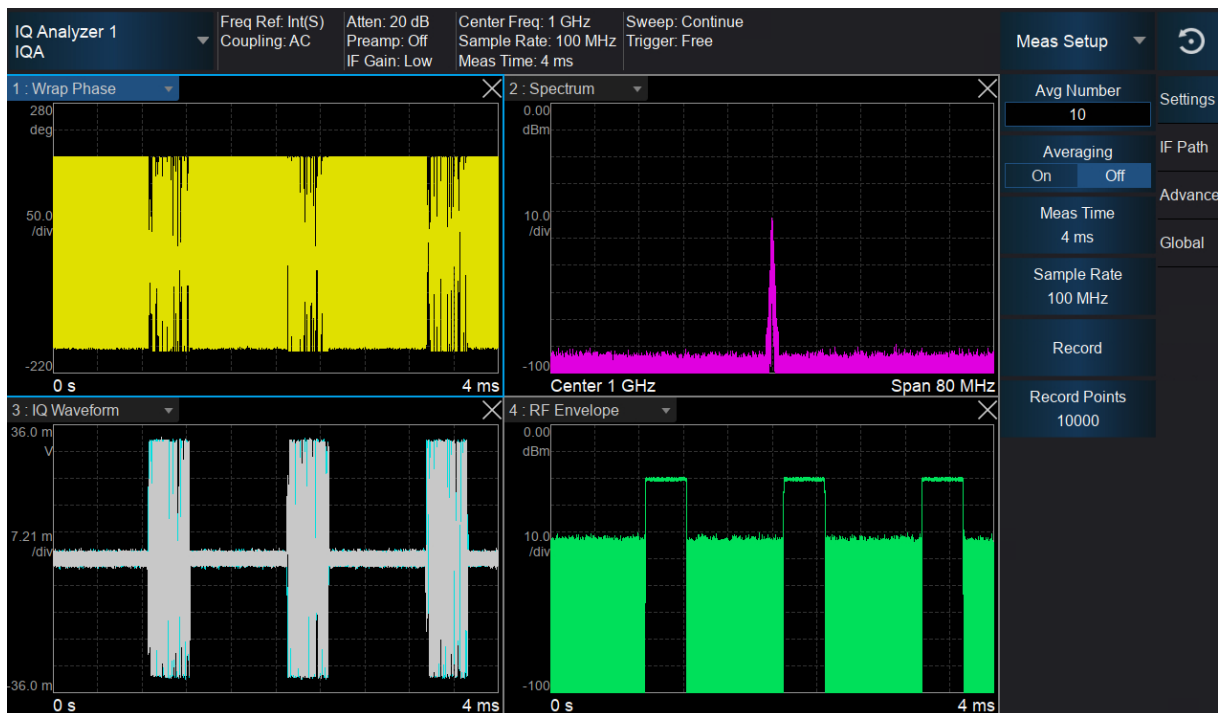 IQ Analyzer 1
IQA
Freq Ref: Int(S)
Coupling: AC
Atten: 20 dB
Preamp: Off
IF Gain: Low
Center Freq: 1 GHz
Sample Rate: 100 MHz
Meas Time: 4 ms
Sweep: Continue
Trigger: Free
1 : Wrap Phase
280
deg
50.0
/div
-220
0 s
4 ms
2 : Spectrum
0.00
dBm
10.0
/div
-100
Center 1 GHz
Span 80 MHz
3 : IQ Waveform
36.0 m
V
7.21 m
/div
-36.0 m
0 s
4 ms
4 : RF Envelope
0.00
dBm
10.0
/div
-100
0 s
4 ms
Meas Setup
Avg Number
10
Averaging
On Off
Meas Time
4 ms
Sample Rate
100 MHz
Record
Record Points
10000
Settings
IF Path
Advance
Global